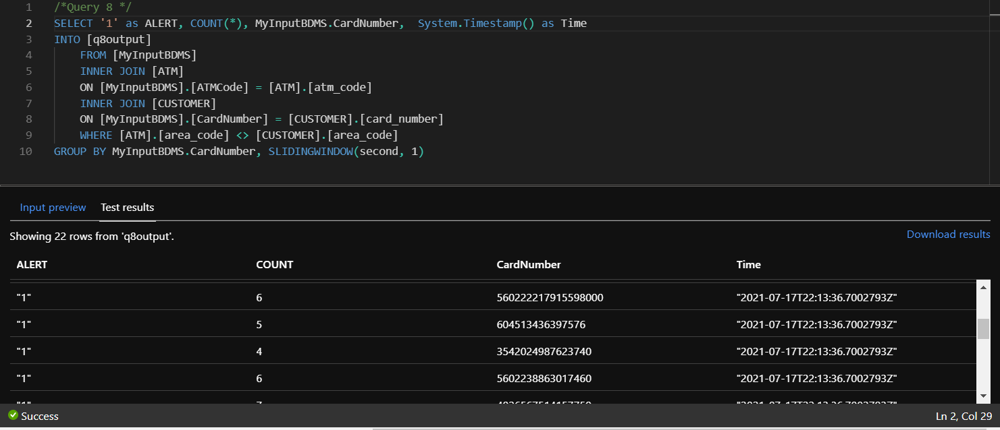 1 /*Query 8 */
2 SELECT '1' as ALERT, COUNT(*), MyInputBDMS.CardNumber,  System.Timestamp() as Time
3 INTO [q8output]
4 FROM [MyInputBDMS]
5 INNER JOIN [ATM]
6 ON [MyInputBDMS].[ATMCode] = [ATM].[atm_code]
7 INNER JOIN [CUSTOMER]
8 ON [MyInputBDMS].[CardNumber] = [CUSTOMER].[card_number]
9 WHERE [ATM].[area_code] <> [CUSTOMER].[area_code]
10 GROUP BY MyInputBDMS.CardNumber, SLIDINGWINDOW(second, 1)
Input preview Test results
Showing 22 rows from 'q8output'. Download results
ALERT COUNT CardNumber Time
"1" 6 560222217915598000 "2021-07-17T22:13:36.7002793Z"
"1" 5 604513436397576 "2021-07-17T22:13:36.7002793Z"
"1" 4 3542024987623740 "2021-07-17T22:13:36.7002793Z"
"1" 6 5602238863017460 "2021-07-17T22:13:36.7002793Z"
Success Ln 2, Col 29